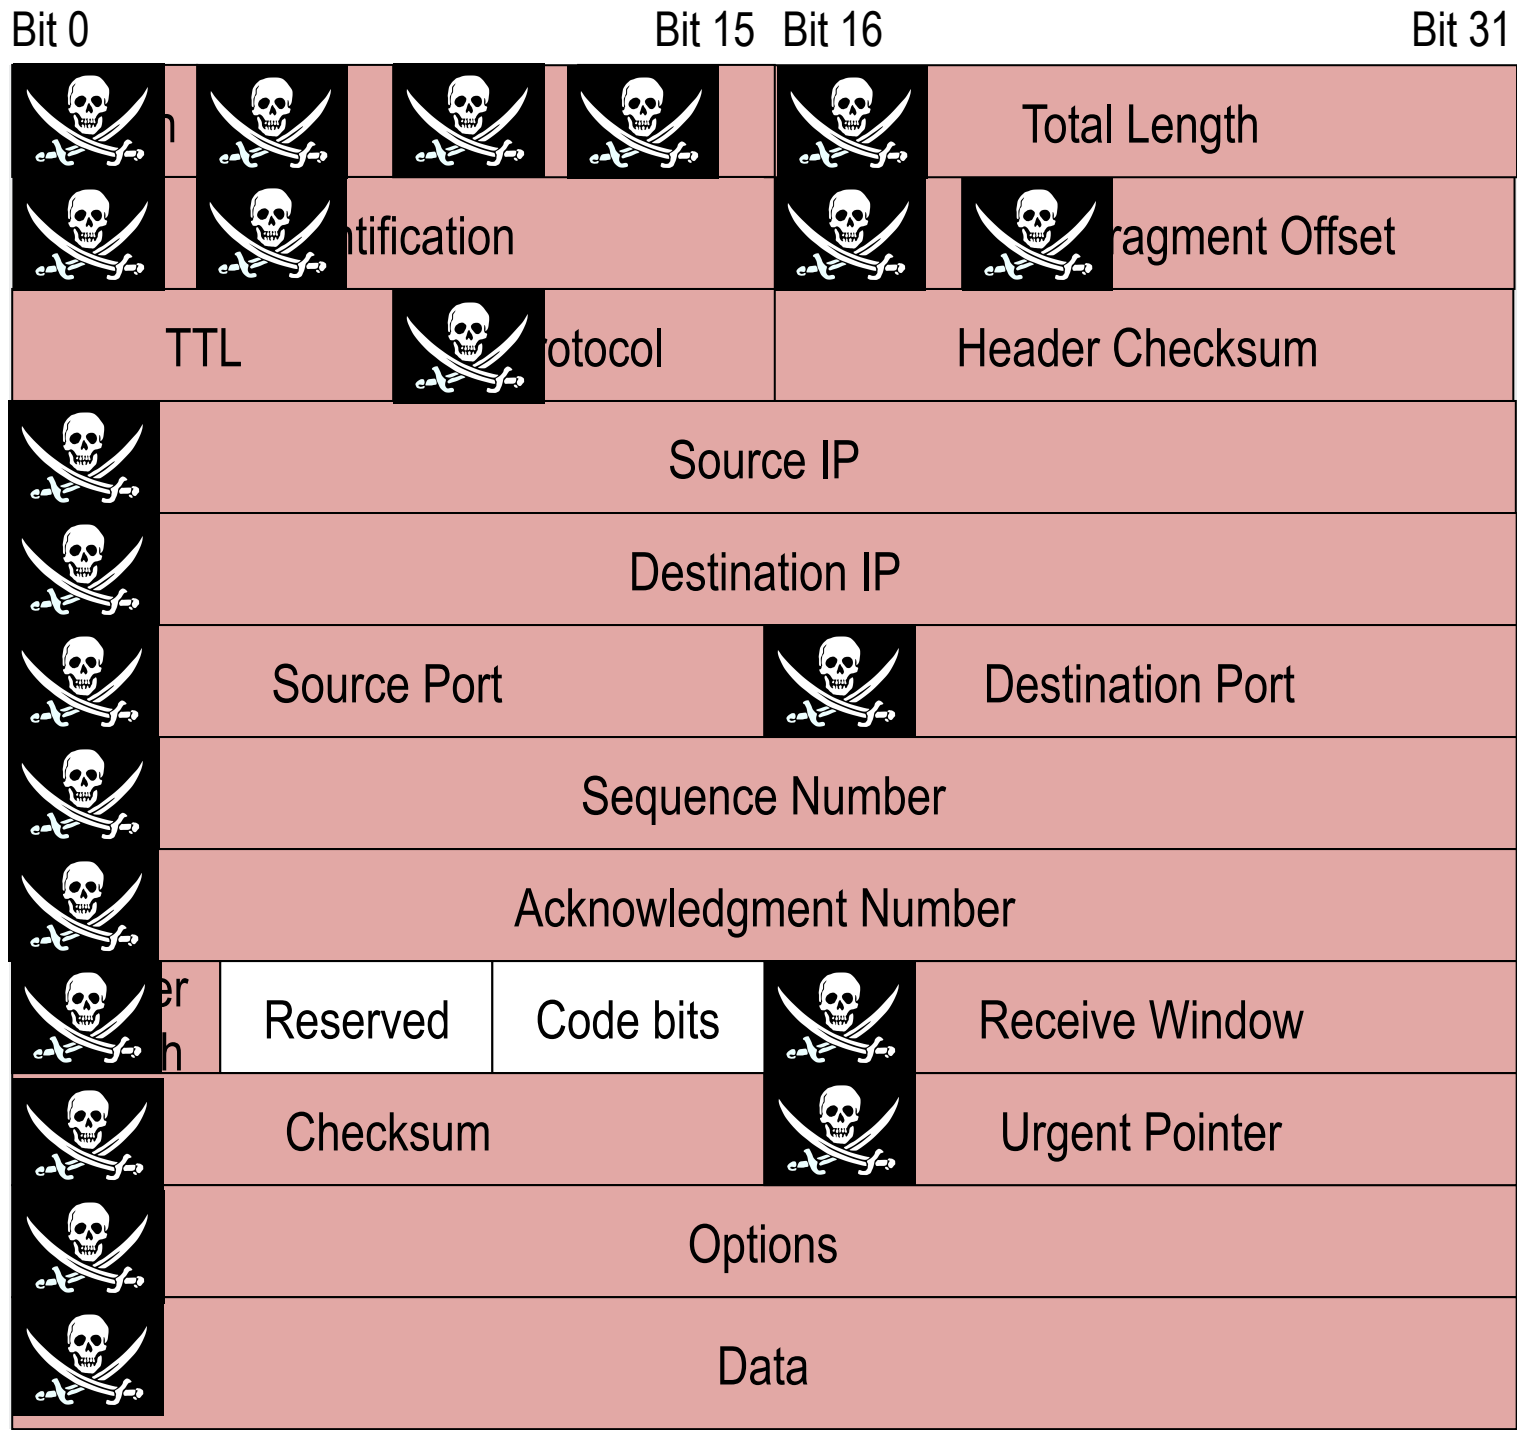 Bit 0 Bit 15 Bit 16 Bit 31
Total Length
ntification ragment Offset
TTL otocol Header Checksum
Source IP
Destination IP
Source Port Destination Port
Sequence Number
Acknowledgment Number
er
h
Reserved Code bits Receive Window
Checksum Urgent Pointer
Options
Data